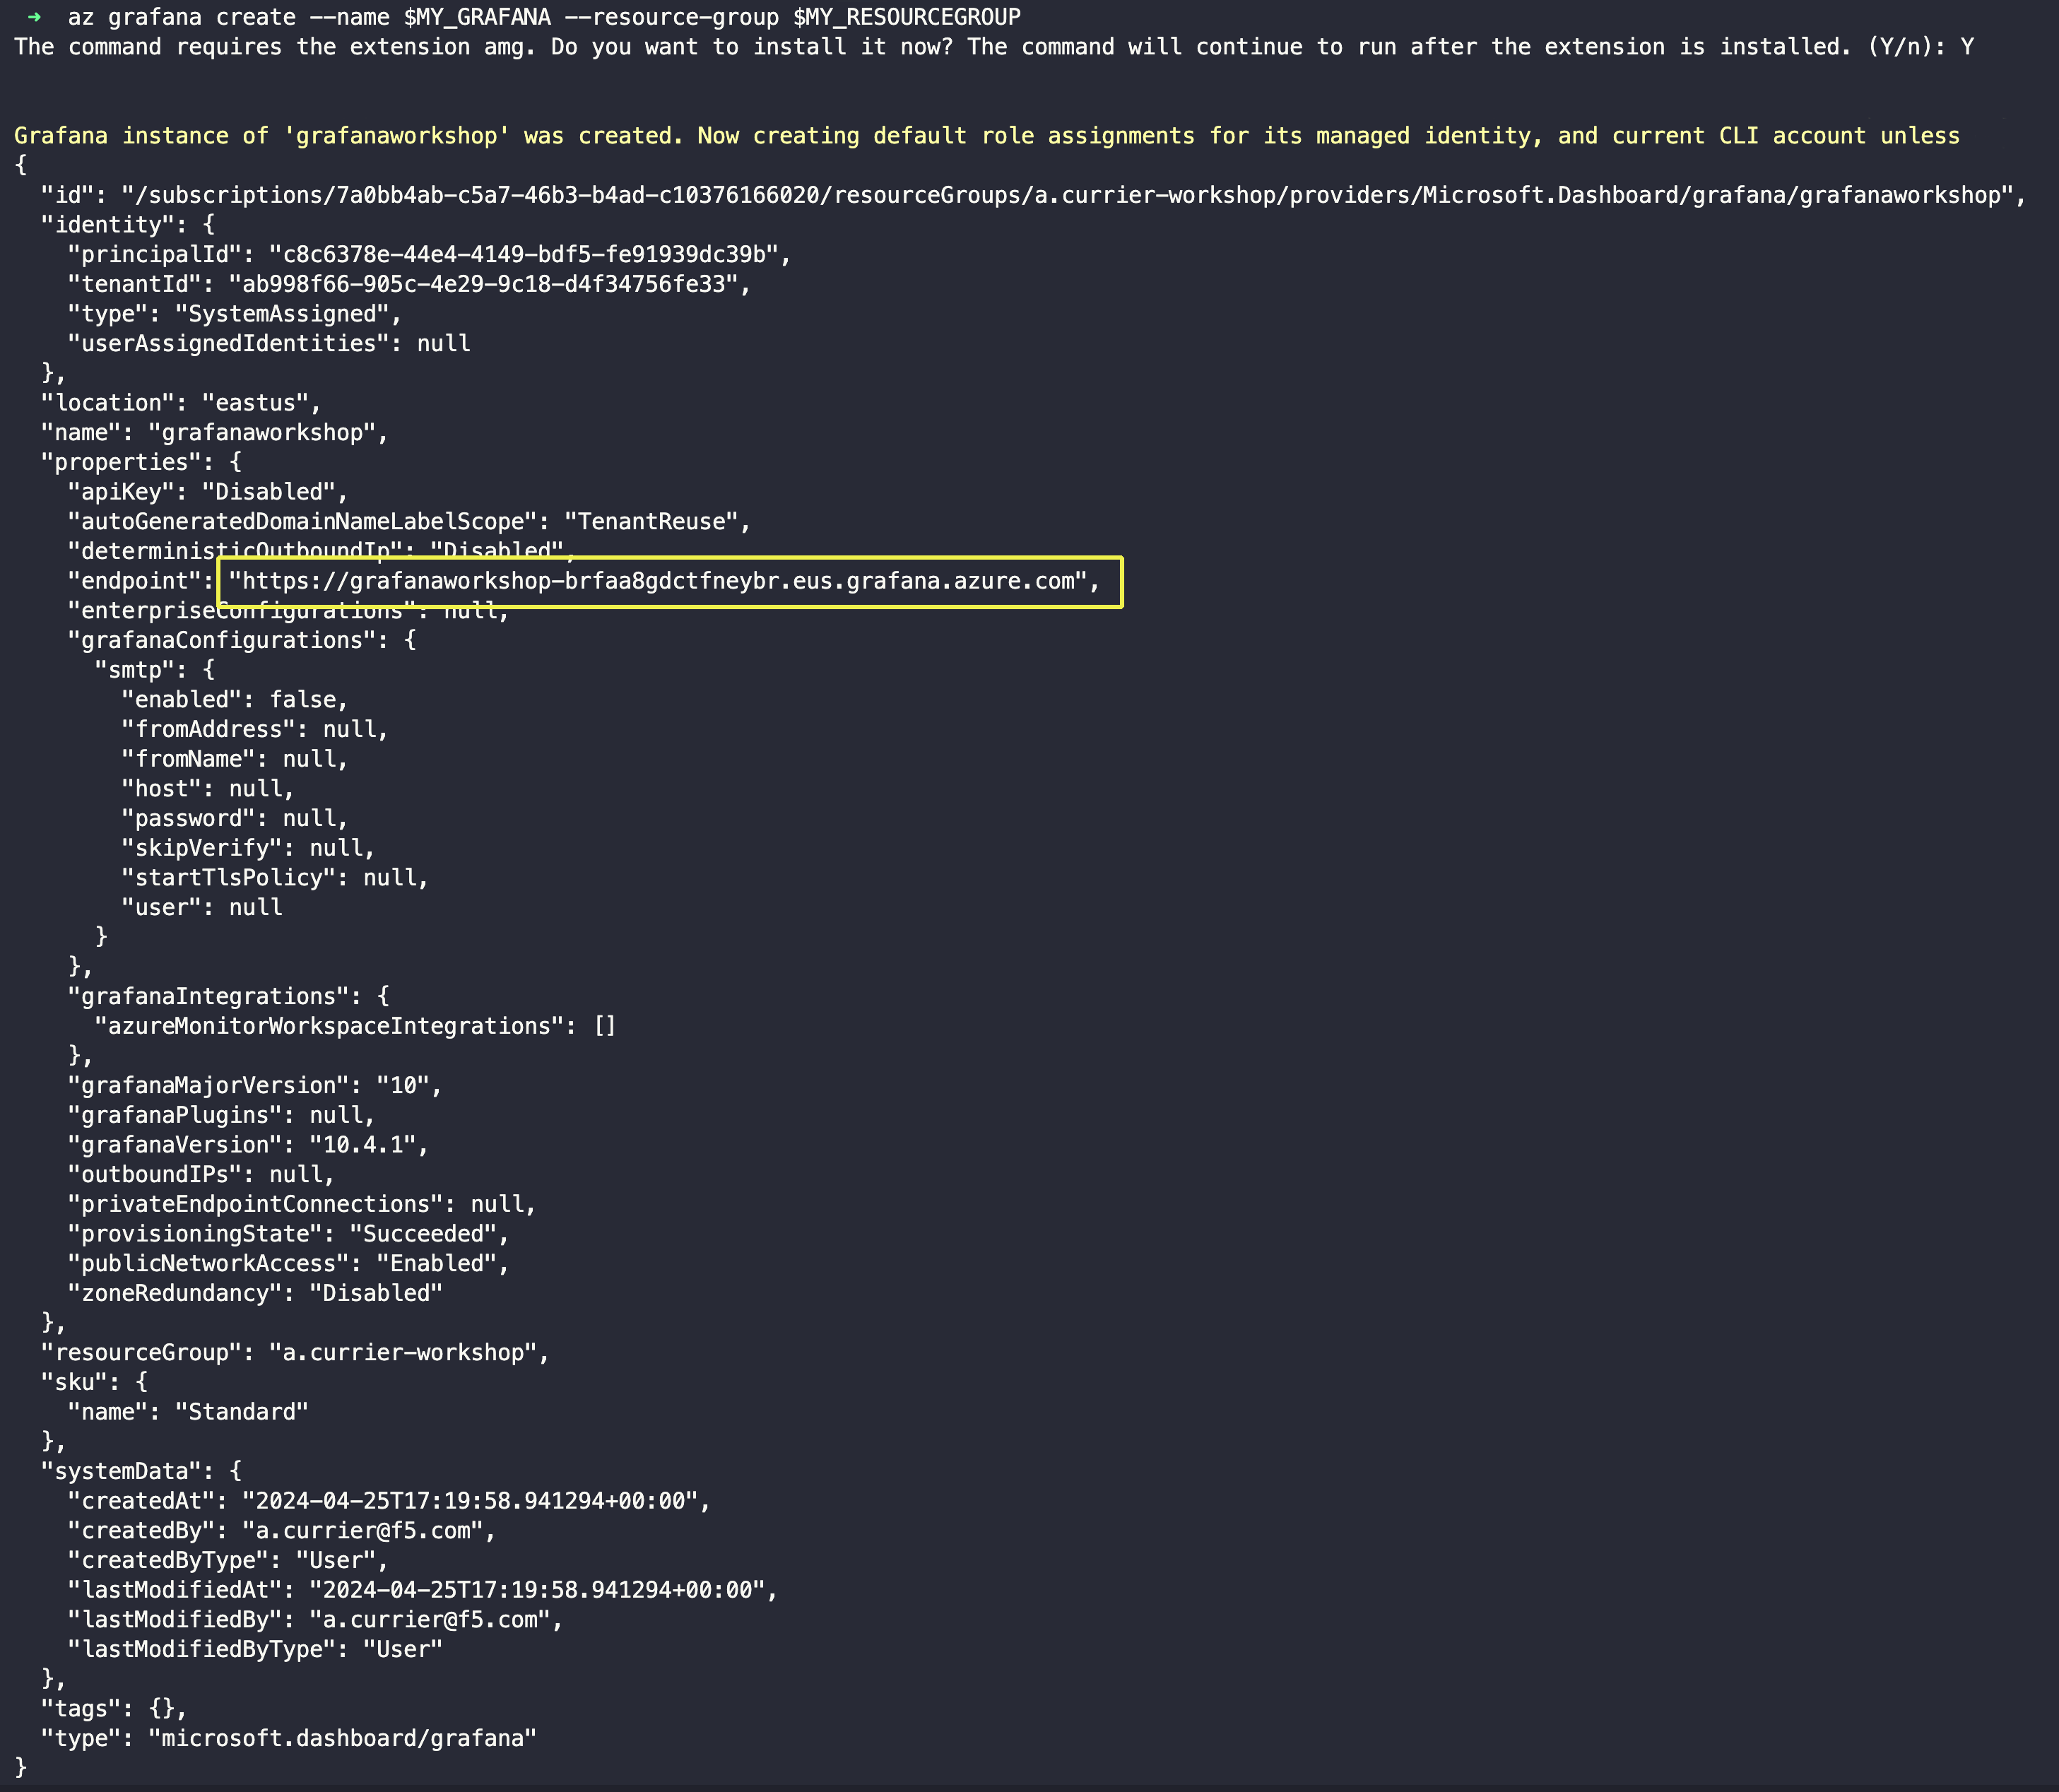 ➜ az grafana create --name $MY_GRAFANA --resource-group $MY_RESOURCEGROUP
The command requires the extension amg. Do you want to install it now? The command will continue to run after the extension is installed. (Y/n): Y
Grafana instance of 'grafanaworkshop' was created. Now creating default role assignments for its managed identity, and current CLI account unless
{
  "id": "/subscriptions/7a0bb4ab-c5a7-46b3-b4ad-c10376166020/resourceGroups/a.currier-workshop/providers/Microsoft.Dashboard/grafana/grafanaworkshop",
  "identity": {
    "principalId": "c8c6378e-44e4-4149-bdf5-fe91939dc39b",
    "tenantId": "ab998f66-905c-4e29-9c18-d4f34756fe33",
    "type": "SystemAssigned",
    "userAssignedIdentities": null
  },
  "location": "eastus",
  "name": "grafanaworkshop",
  "properties": {
    "apiKey": "Disabled",
    "autoGeneratedDomainNameLabelScope": "TenantReuse",
    "deterministicOutboundIp": "Disabled",
    "endpoint": "https://grafanaworkshop-brfaa8gdctfneybr.eus.grafana.azure.com",
    "enterpriseConfigurations": null,
    "grafanaConfigurations": {
      "smtp": {
        "enabled": false,
        "fromAddress": null,
        "fromName": null,
        "host": null,
        "password": null,
        "skipVerify": null,
        "startTlsPolicy": null,
        "user": null
      }
    },
    "grafanaIntegrations": {
      "azureMonitorWorkspaceIntegrations": []
    },
    "grafanaMajorVersion": "10",
    "grafanaPlugins": null,
    "grafanaVersion": "10.4.1",
    "outboundIPs": null,
    "privateEndpointConnections": null,
    "provisioningState": "Succeeded",
    "publicNetworkAccess": "Enabled",
    "zoneRedundancy": "Disabled"
  },
  "resourceGroup": "a.currier-workshop",
  "sku": {
    "name": "Standard"
  },
  "systemData": {
    "createdAt": "2024-04-25T17:19:58.941294+00:00",
    "createdBy": "a.currier@f5.com",
    "createdByType": "User",
    "lastModifiedAt": "2024-04-25T17:19:58.941294+00:00",
    "lastModifiedBy": "a.currier@f5.com",
    "lastModifiedByType": "User"
  },
  "tags": {},
  "type": "microsoft.dashboard/grafana"
}